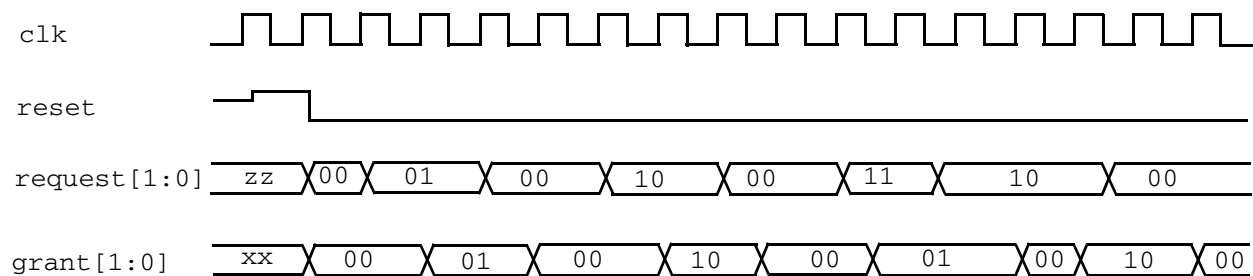 clk
reset
request[1:0] zz 00 01 00 10 00 11 10 00
grant[1:0] xx 00 01 00 10 00 01 00 10 00